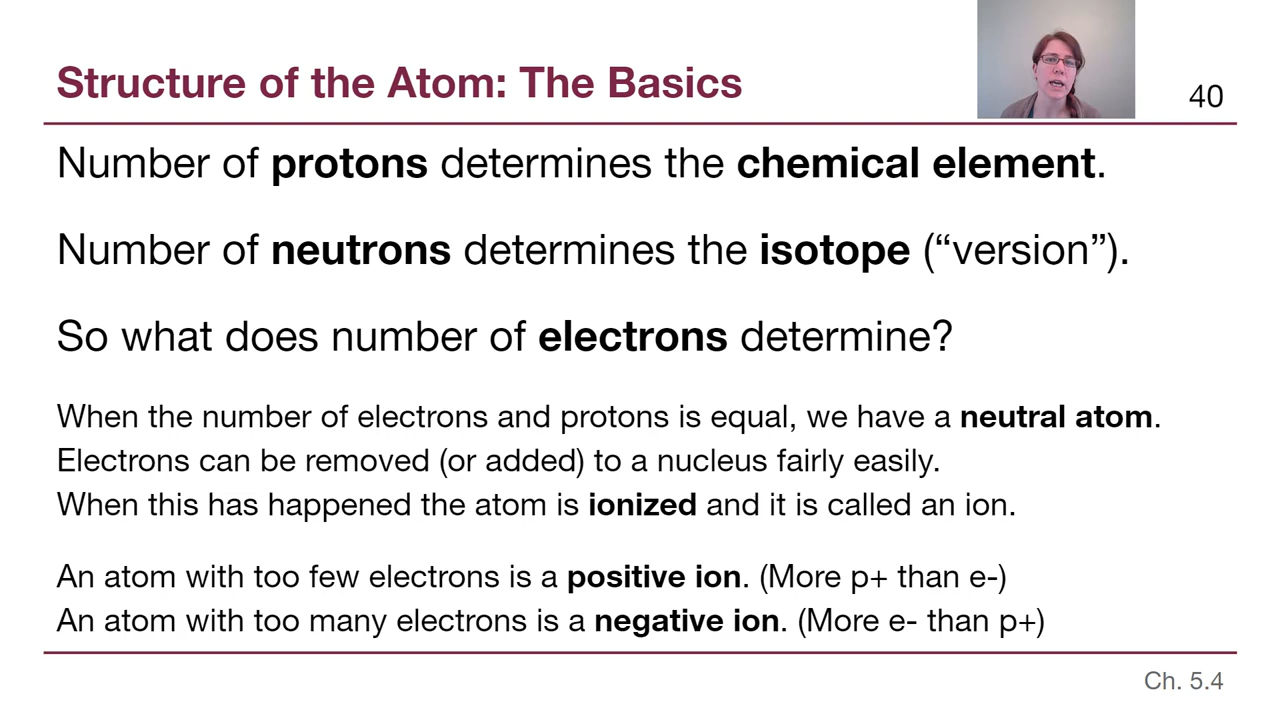 Structure of the Atom: The Basics
40
Number of protons determines the chemical element.
Number of neutrons determines the isotope (“version”).
So what does number of electrons determine?
When the number of electrons and protons is equal, we have a neutral atom.
Electrons can be removed (or added) to a nucleus fairly easily.
When this has happened the atom is ionized and it is called an ion.
An atom with too few electrons is a positive ion. (More p+ than e-)
An atom with too many electrons is a negative ion. (More e- than p+)
Ch. 5.4